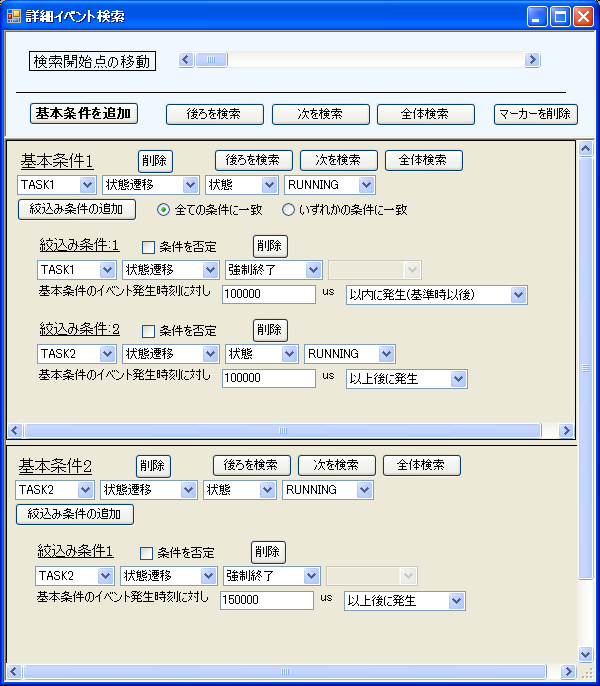 詳細イベント検索
検索開始点の移動
基本条件を追加 後ろを検索 次を検索 全体検索 マーカーを削除
基本条件1 削除 後ろを検索 次を検索 全体検索
TASK1 状態遷移 状態 RUNNING
絞込み条件の追加 全ての条件に一致 いずれかの条件に一致
絞込み条件:1 条件を否定 削除
TASK1 状態遷移 強制終了
基本条件のイベント発生時刻に対し 100000 us 以内に発生(基準時以後)
絞込み条件:2 条件を否定 削除
TASK2 状態遷移 状態 RUNNING
基本条件のイベント発生時刻に対し 100000 us 以上後に発生
基本条件2 削除 後ろを検索 次を検索 全体検索
TASK2 状態遷移 状態 RUNNING
絞込み条件の追加
絞込み条件1 条件を否定 削除
TASK2 状態遷移 強制終了
基本条件のイベント発生時刻に対し 150000 us 以上後に発生